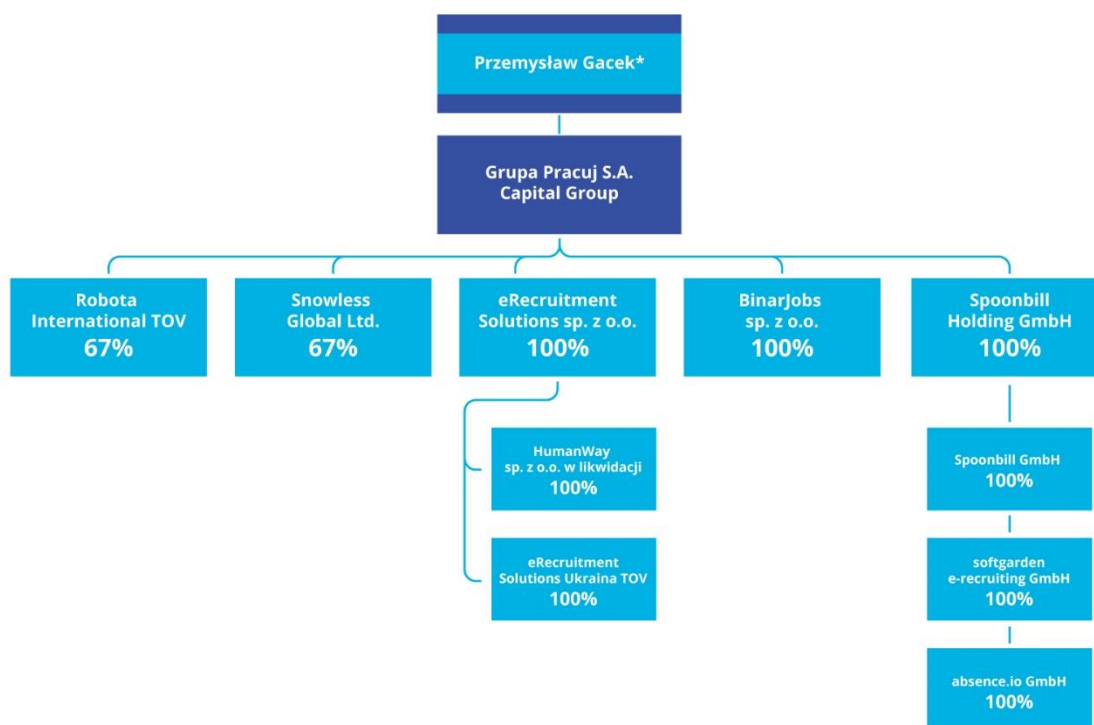 Przemysław Gacek*
Grupa Pracuj S.A.
Capital Group
Robota
International TOV
67%
Snowless
Global Ltd.
67%
eRecruitment
Solutions sp. z o.o.
100%
BinarJobs
sp. z o.o.
100%
Spoonbill
Holding GmbH
100%
HumanWay
sp. z o.o. w likwidacji
100%
eRecruitment
Solutions Ukraina TOV
100%
Spoonbill GmbH
100%
softgarden
e-recruiting GmbH
100%
absence.io GmbH
100%